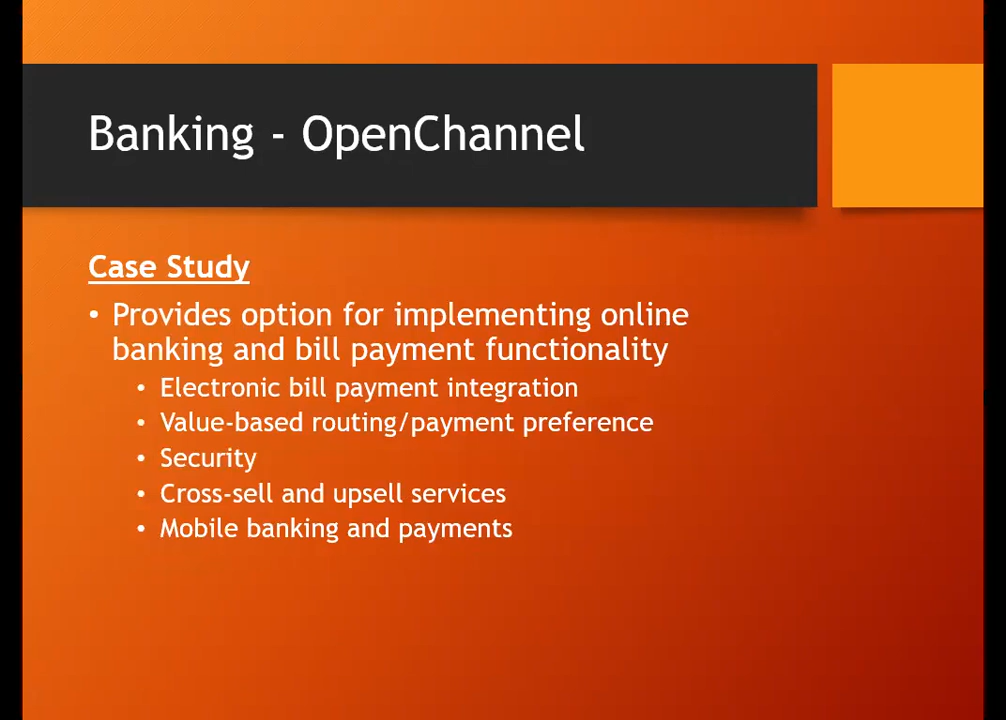 Banking - OpenChannel
Case Study
• Provides option for implementing online
banking and bill payment functionality
• Electronic bill payment integration
• Value-based routing/payment preference
• Security
• Cross-sell and upsell services
• Mobile banking and payments